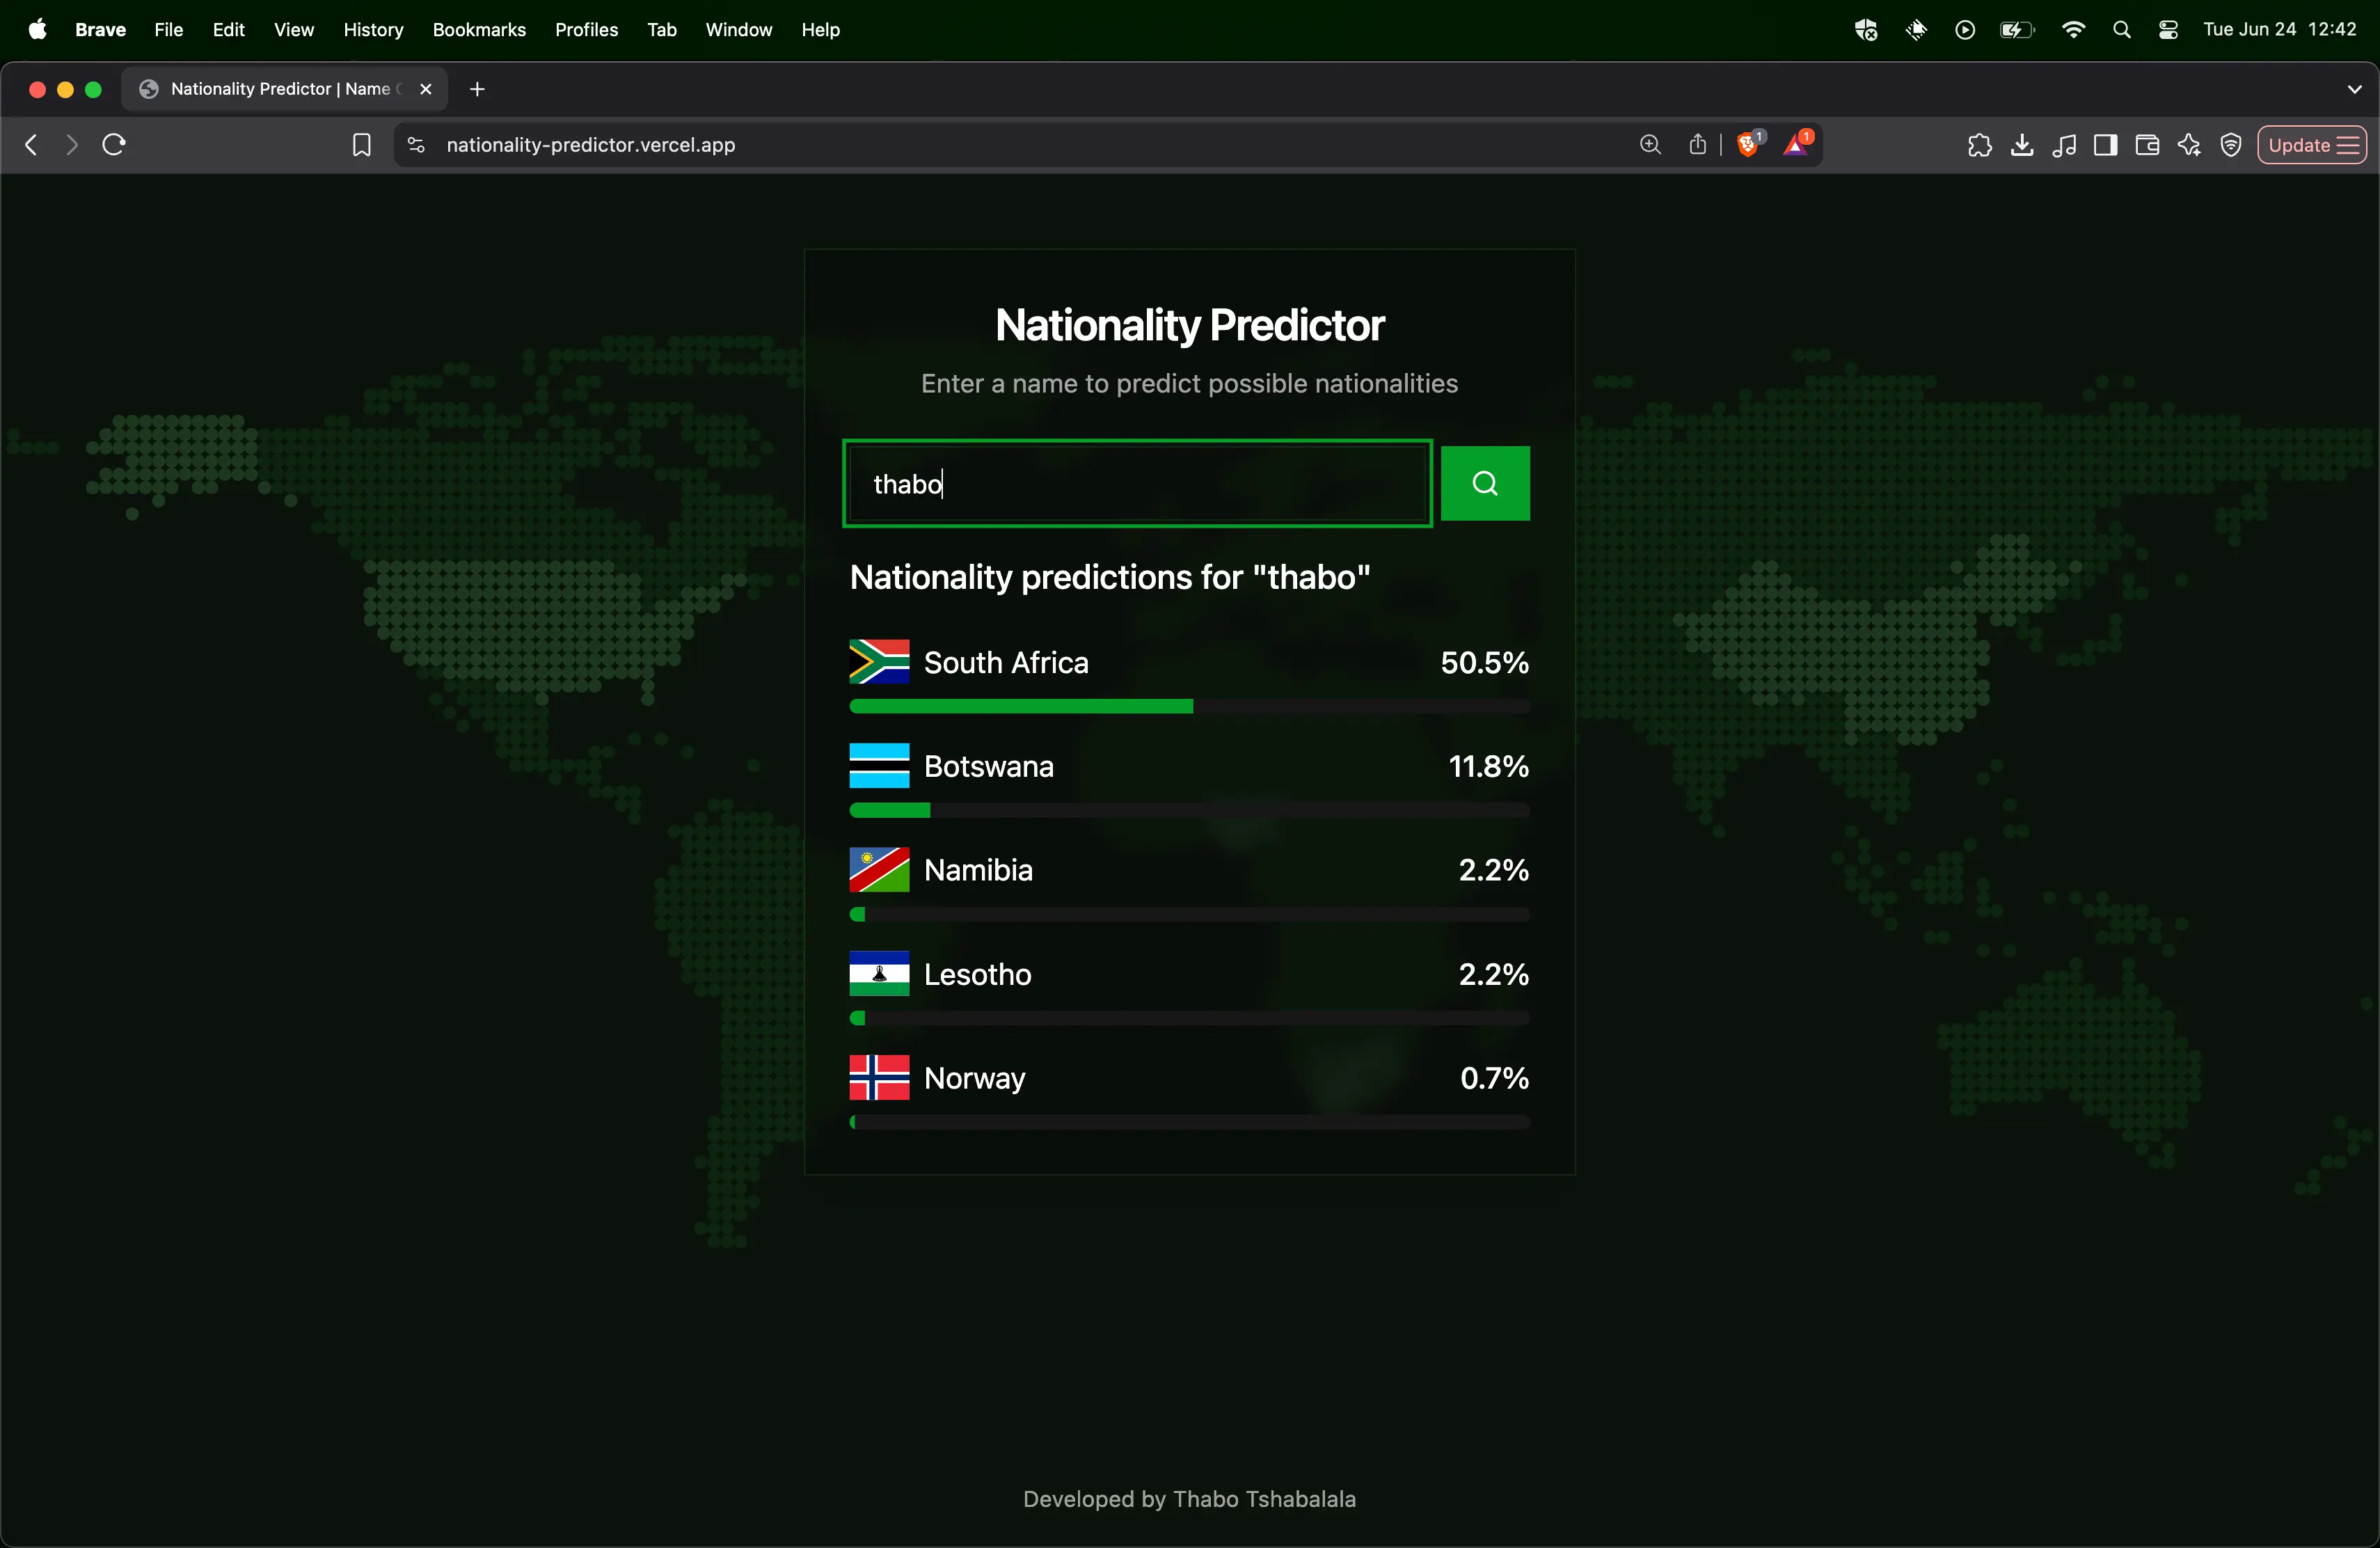 Brave File Edit View History Bookmarks Profiles Tab Window Help Tue Jun 24 12:42
Nationality Predictor | Name
nationality-predictor.vercel.app 1 1 Update
Nationality Predictor
Enter a name to predict possible nationalities
thabo
Nationality predictions for "thabo"
South Africa 50.5%
Botswana 11.8%
Namibia 2.2%
Lesotho 2.2%
Norway 0.7%
Developed by Thabo Tshabalala